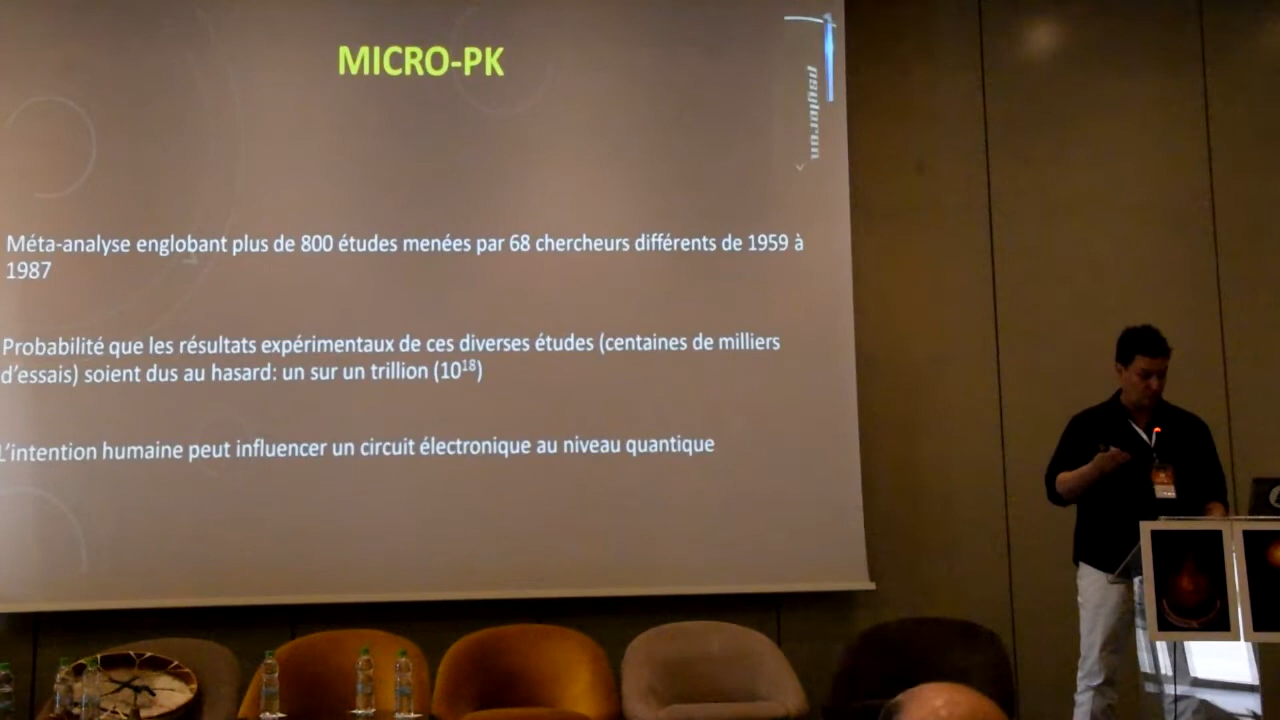 MICRO-PK
psyleron
Méta-analyse englobant plus de 800 études menées par 68 chercheurs différents de 1959 à
1987
Probabilité que les résultats expérimentaux de ces diverses études (centaines de milliers
d’essais) soient dus au hasard: un sur un trillion (10¹⁸)
L’intention humaine peut influencer un circuit électronique au niveau quantique